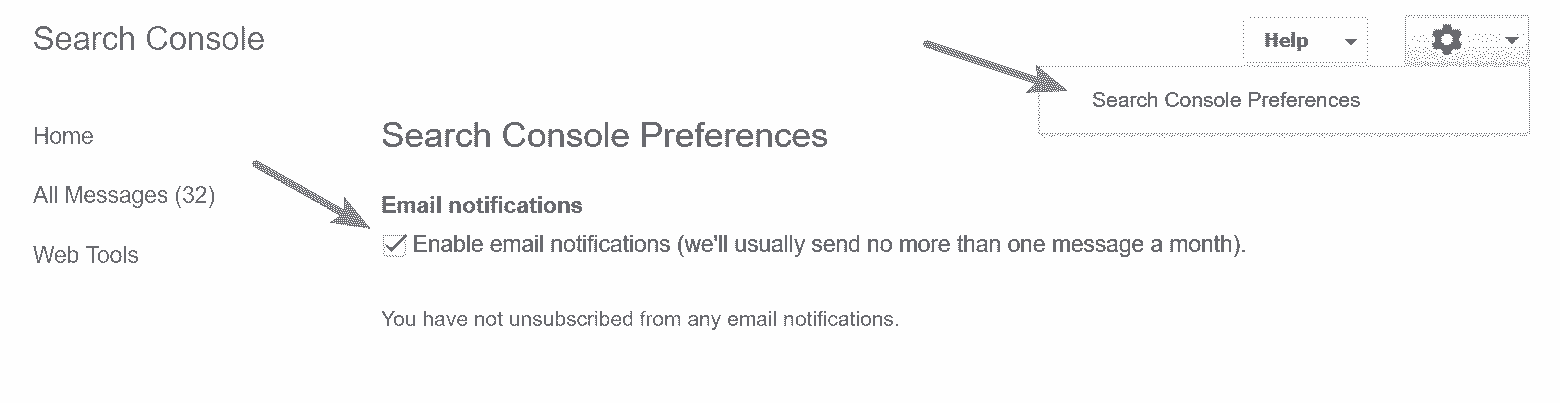 Search Console
Help
Search Console Preferences
Home
All Messages (32)
Web Tools
Search Console Preferences
Email notifications
Enable email notifications (we'll usually send no more than one message a month).
You have not unsubscribed from any email notifications.